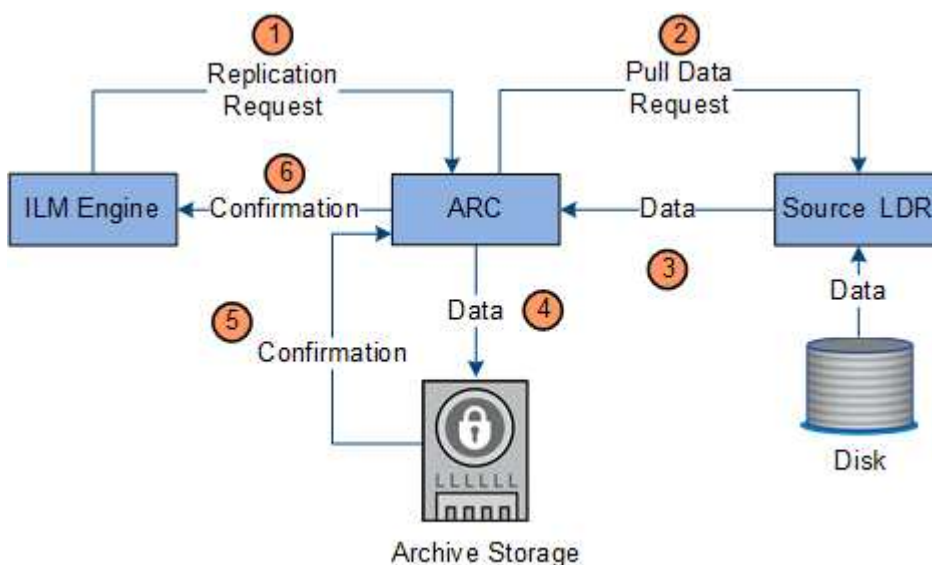 1
2
Replication
Request
Pull Data
Request
6
ILM Engine
Confirmation
ARC
Data
Source LDR
3
5
Data
4
Data
Confirmation
LLLLLL
Disk
Archive Storage